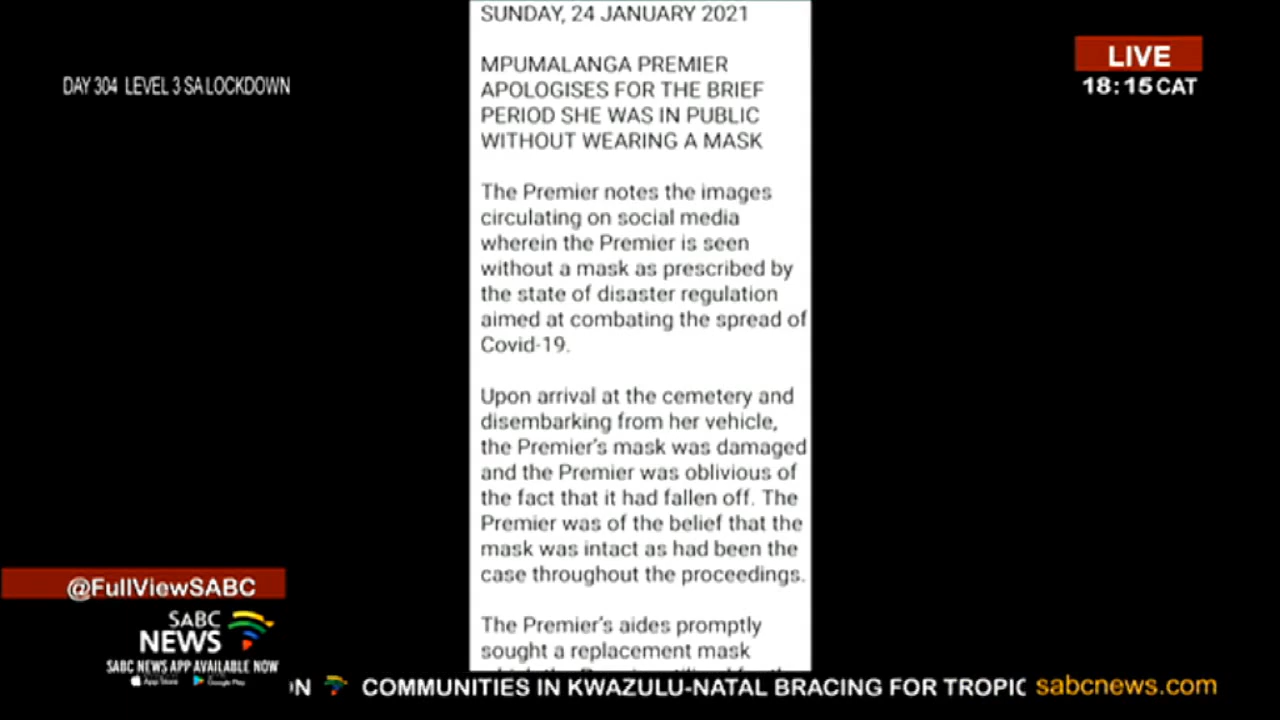 SUNDAY, 24 JANUARY 2021
MPUMALANGA PREMIER
APOLOGISES FOR THE BRIEF
PERIOD SHE WAS IN PUBLIC
WITHOUT WEARING A MASK
The Premier notes the images
circulating on social media
wherein the Premier is seen
without a mask as prescribed by
the state of disaster regulation
aimed at combating the spread of
Covid-19.
Upon arrival at the cemetery and
disembarking from her vehicle,
the Premier's mask was damaged
and the Premier was oblivious of
the fact that it had fallen off. The
Premier was of the belief that the
mask was intact as had been the
case throughout the proceedings.
The Premier's aides promptly
sought a replacement mask
DAY 304 LEVEL 3 SA LOCKDOWN
LIVE
18:15 CAT
@FullViewSABC
SABC
NEWS
SABC NEWS APP AVAILABLE NOW
App Store Google Play
COMMUNITIES IN KWAZULU-NATAL BRACING FOR TROPIC
sabcnews.com